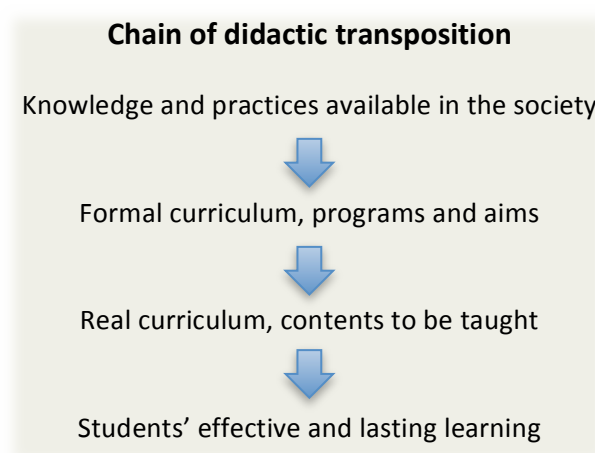 Chain of didactic transposition
Knowledge and practices available in the society
Formal curriculum, programs and aims
Real curriculum, contents to be taught
Students’ effective and lasting learning